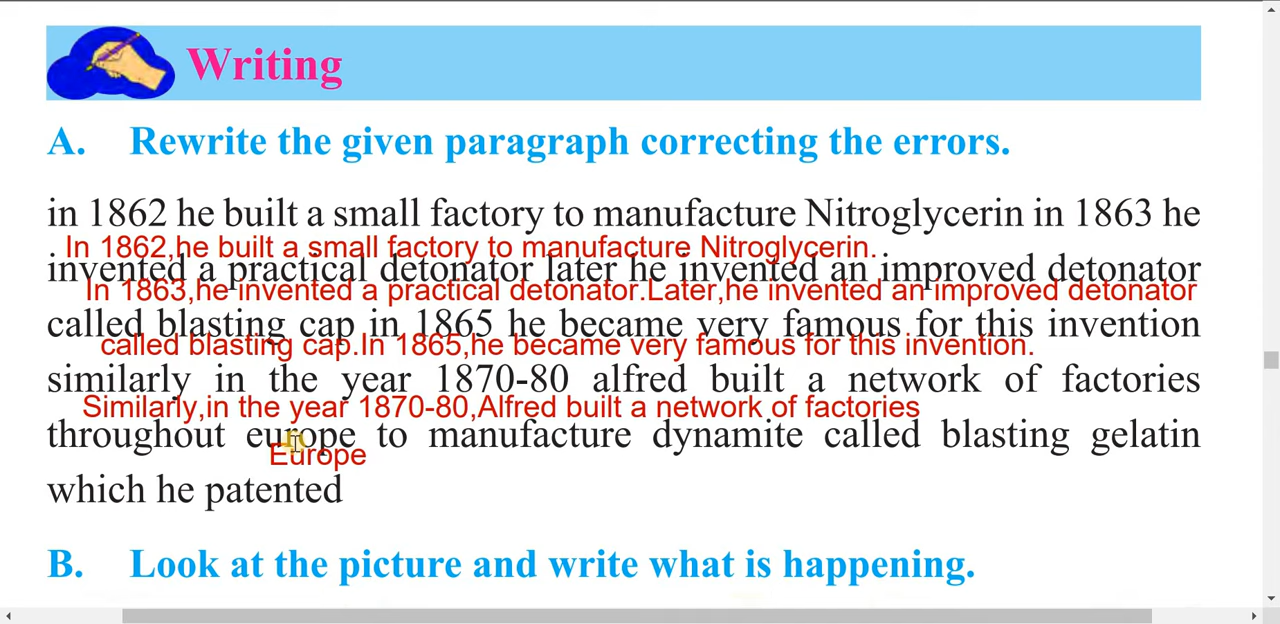 Writing
A. Rewrite the given paragraph correcting the errors.
in 1862 he built a small factory to manufacture Nitroglycerin in 1863 he
. In 1862,he built a small factory to manufacture Nitroglycerin.
invented a practical detonator later he invented an improved detonator
In 1863,he invented a practical detonator.Later,he invented an improved detonator
called blasting cap in 1865 he became very famous for this invention
called blasting cap.In 1865,he became very famous for this invention.
similarly in the year 1870-80 alfred built a network of factories
Similarly,in the year 1870-80,Alfred built a network of factories
throughout europe to manufacture dynamite called blasting gelatin
Europe
which he patented
B. Look at the picture and write what is happening.